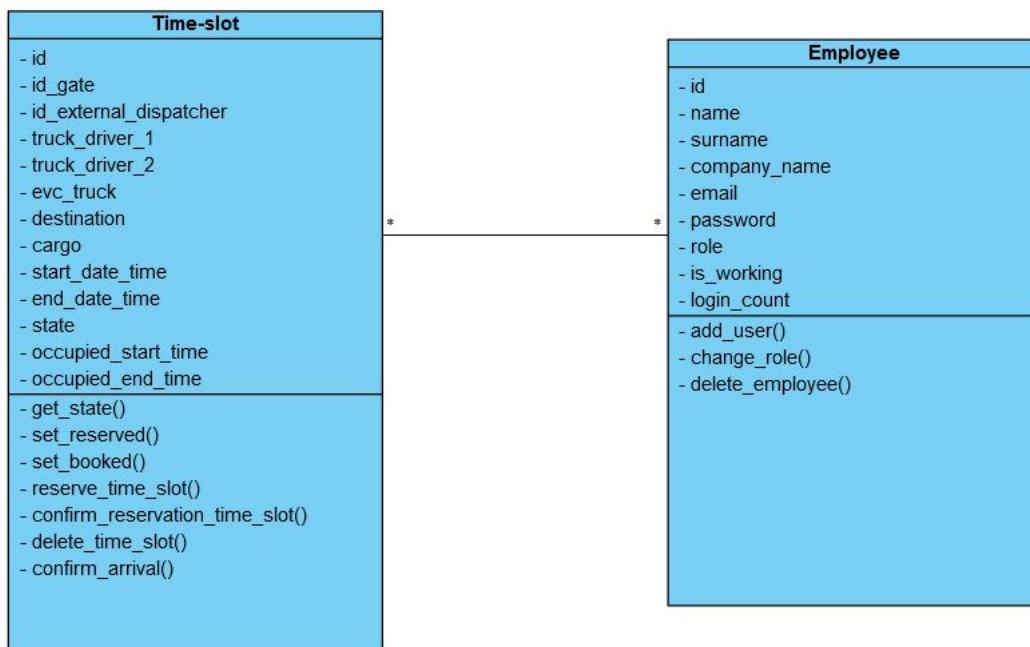 Time-slot
- id
- id_gate
- id_external_dispatcher
- truck_driver_1
- truck_driver_2
- evc_truck
- destination
- cargo
- start_date_time
- end_date_time
- state
- occupied_start_time
- occupied_end_time
- get_state()
- set_reserved()
- set_booked()
- reserve_time_slot()
- confirm_reservation_time_slot()
- delete_time_slot()
- confirm_arrival()
*
*
Employee
- id
- name
- surname
- company_name
- email
- password
- role
- is_working
- login_count
- add_user()
- change_role()
- delete_employee()